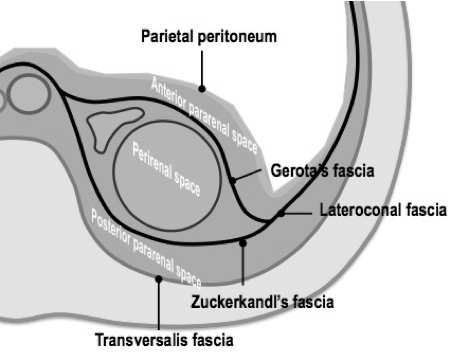 Parietal peritoneum
Anterior pararenal space
Perirenal space
Gerota's fascia
Lateroconal fascia
Posterior pararenal space
Zuckerkandl's fascia
Transversalis fascia